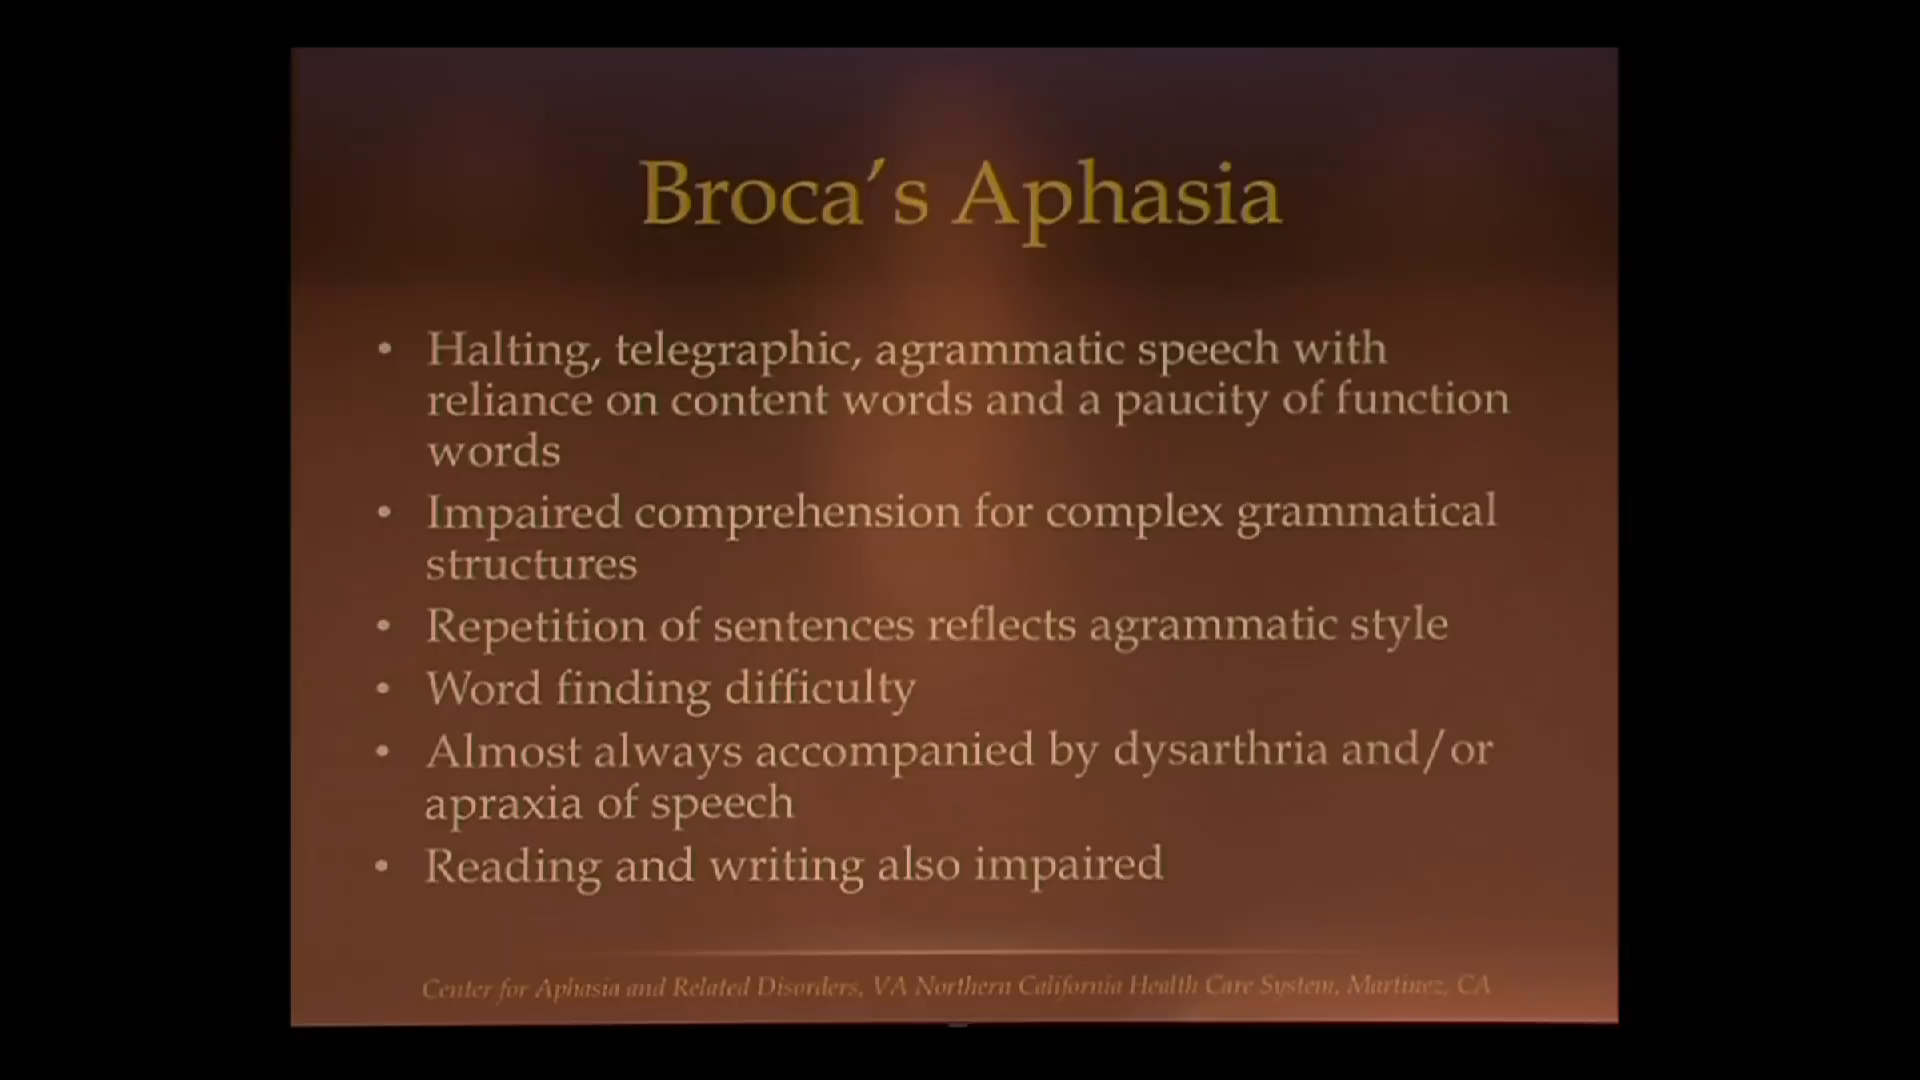 Broca's Aphasia
• Halting, telegraphic, agrammatic speech with
reliance on content words and a paucity of function
words
• Impaired comprehension for complex grammatical
structures
• Repetition of sentences reflects agrammatic style
• Word finding difficulty
• Almost always accompanied by dysarthria and/or
apraxia of speech
• Reading and writing also impaired
Center for Aphasia and Related Disorders, VA Northern California Health Care System, Martinez, CA